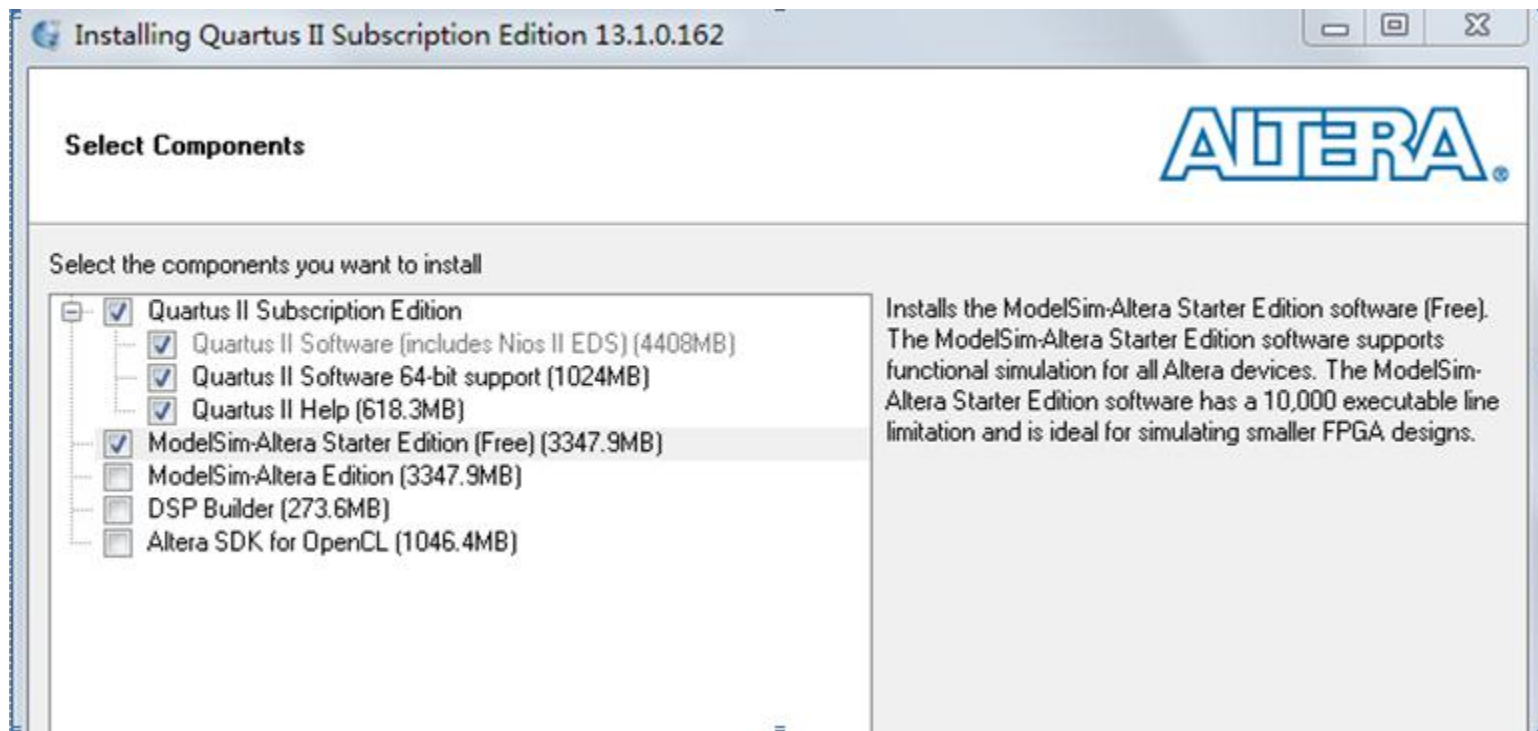 Installing Quartus II Subscription Edition 13.1.0.162
Select Components
ALTERA®
Select the components you want to install
Quartus II Subscription Edition
Quartus II Software (includes Nios II EDS) (4408MB)
Quartus II Software 64-bit support (1024MB)
Quartus II Help (618.3MB)
ModelSim-Altera Starter Edition (Free) (3347.9MB)
ModelSim-Altera Edition (3347.9MB)
DSP Builder (273.6MB)
Altera SDK for OpenCL (1046.4MB)
Installs the ModelSim-Altera Starter Edition software (Free).
The ModelSim-Altera Starter Edition software supports
functional simulation for all Altera devices. The ModelSim-
Altera Starter Edition software has a 10,000 executable line
limitation and is ideal for simulating smaller FPGA designs.